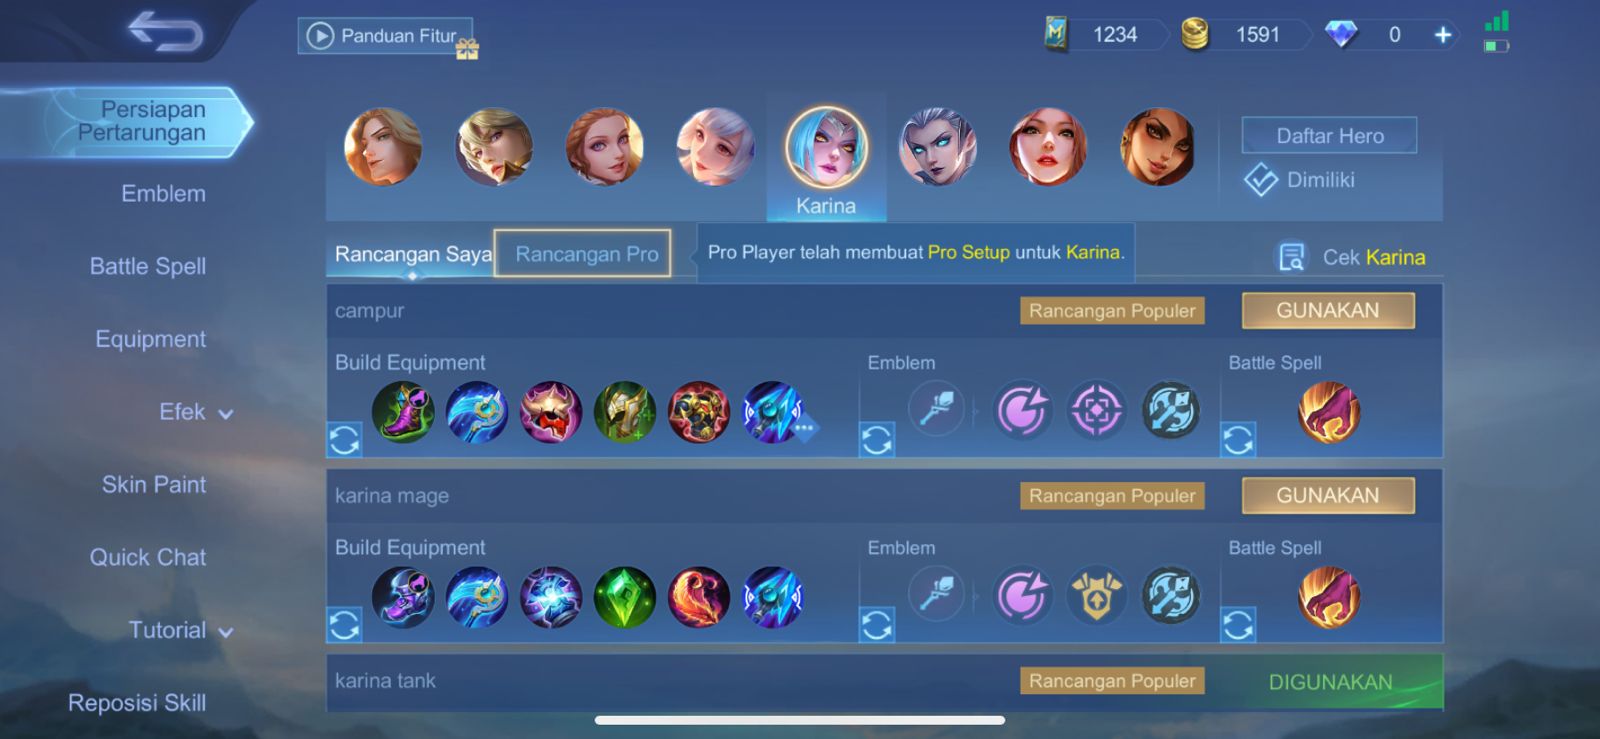 Panduan Fitur
1234
1591
0
Persiapan
Pertarungan
Emblem
Battle Spell
Equipment
Efek
Skin Paint
Quick Chat
Tutorial
Reposisi Skill
Karina
Daftar Hero
Dimiliki
Rancangan Saya
Rancangan Pro
Pro Player telah membuat Pro Setup untuk Karina.
Cek Karina
campur
Rancangan Populer
GUNAKAN
Build Equipment
Emblem
Battle Spell
karina mage
Rancangan Populer
GUNAKAN
Build Equipment
Emblem
Battle Spell
karina tank
Rancangan Populer
DIGUNAKAN